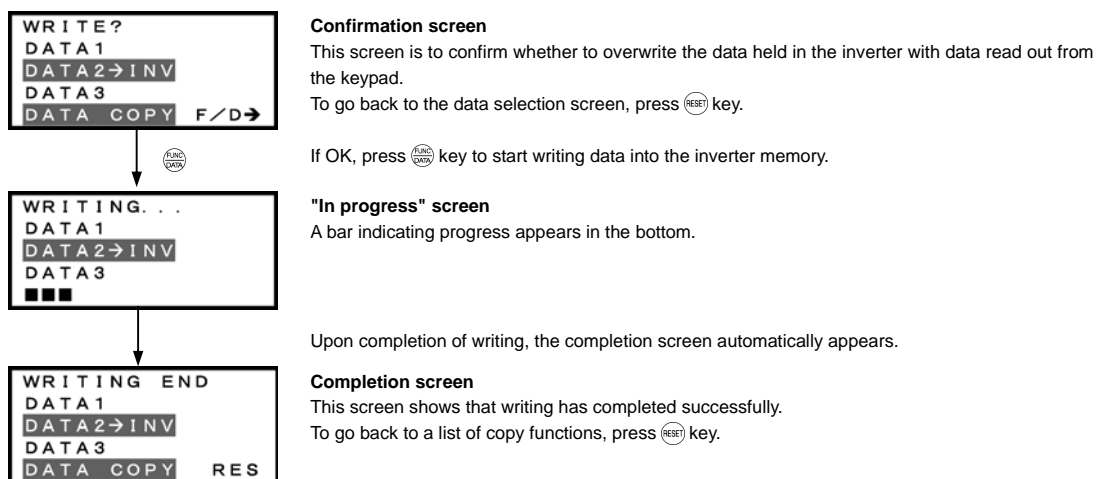 WRITE?
DATA1
DATA2→INV
DATA3
DATA COPY F/D→
Confirmation screen
This screen is to confirm whether to overwrite the data held in the inverter with data read out from
the keypad.
To go back to the data selection screen, press RESET key.
FUNC
DATA
If OK, press FUNC DATA key to start writing data into the inverter memory.
WRITING...
DATA1
DATA2→INV
DATA3
■■■
"In progress" screen
A bar indicating progress appears in the bottom.
Upon completion of writing, the completion screen automatically appears.
WRITING END
DATA1
DATA2→INV
DATA3
DATA COPY RES
Completion screen
This screen shows that writing has completed successfully.
To go back to a list of copy functions, press RESET key.